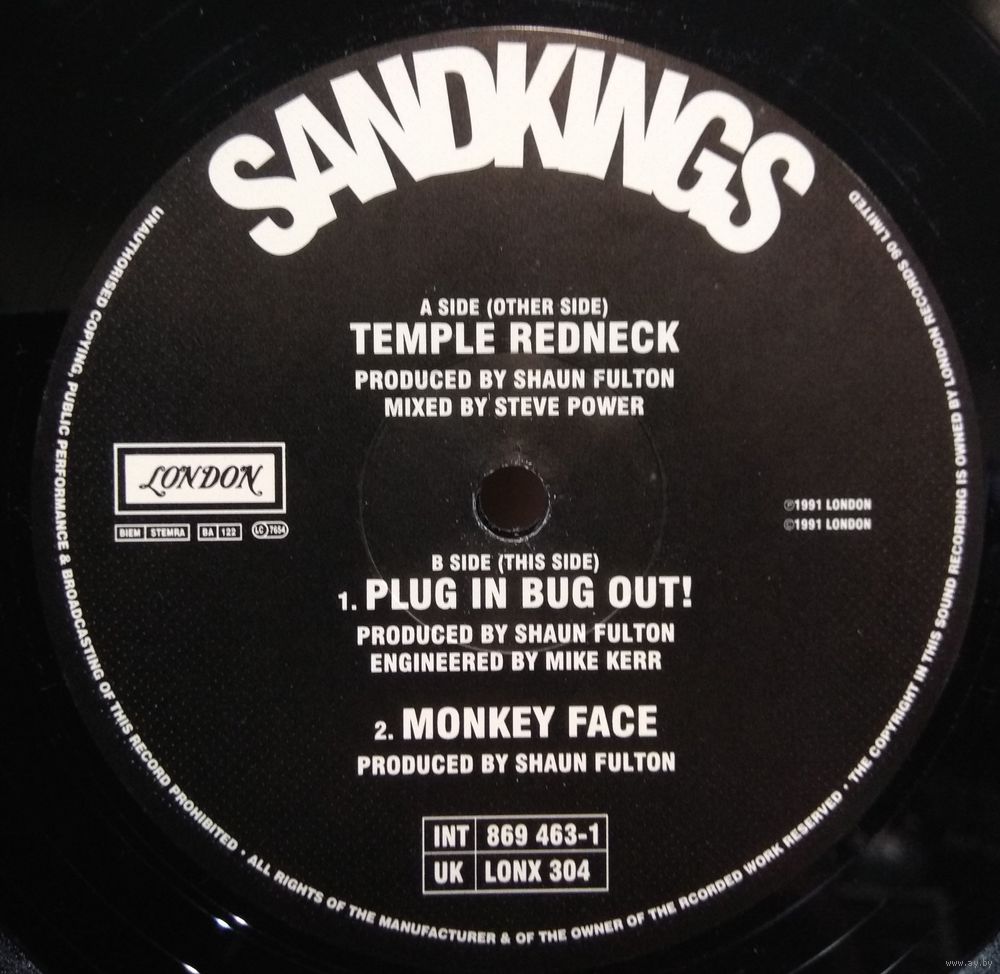 SANDKINGS
A SIDE (OTHER SIDE)
TEMPLE REDNECK
PRODUCED BY SHAUN FULTON
MIXED BY STEVE POWER
LONDON
BIEM STEMRA BA 122 LC 7654
℗1991 LONDON
©1991 LONDON
B SIDE (THIS SIDE)
1. PLUG IN BUG OUT!
PRODUCED BY SHAUN FULTON
ENGINEERED BY MIKE KERR
2. MONKEY FACE
PRODUCED BY SHAUN FULTON
INT 869 463-1
UK LONX 304
UNAUTHORISED COPYING, PUBLIC PERFORMANCE & BROADCASTING OF THIS RECORD PROHIBITED · ALL RIGHTS OF THE MANUFACTURER & OF THE OWNER OF THE RCORDED WORK RESERVED · THE COPYRIGHT IN THIS SOUND RECORDING IS OWNED BY LONDON RECORDS 90 LIMITED
www.ay.by